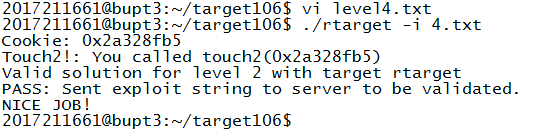 2017211661@bupt3:~/target106$ vi level4.txt
2017211661@bupt3:~/target106$ ./rtarget -i 4.txt
Cookie: 0x2a328fb5
Touch2!: You called touch2(0x2a328fb5)
Valid solution for level 2 with target rtarget
PASS: Sent exploit string to server to be validated.
NICE JOB!
2017211661@bupt3:~/target106$